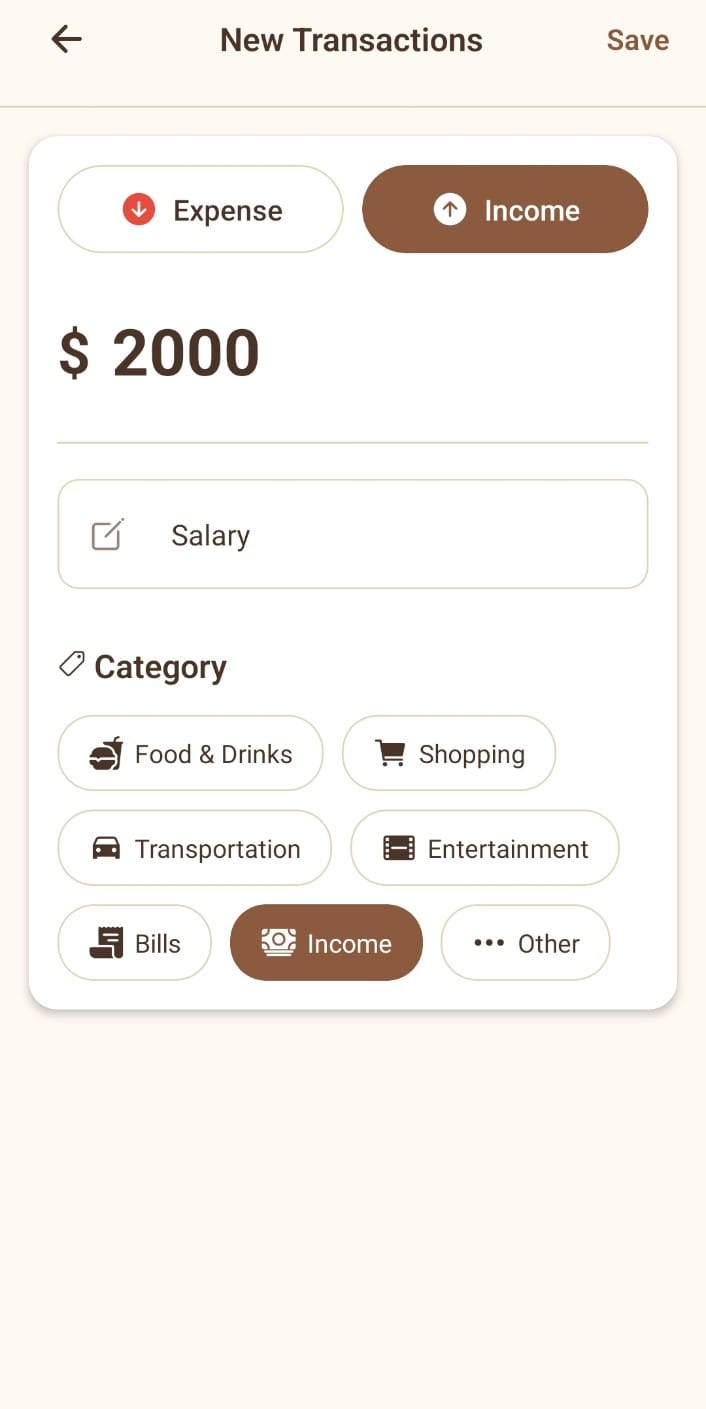 New Transactions Save
Expense Income
$ 2000
Salary
Category
Food & Drinks Shopping
Transportation Entertainment
Bills Income Other